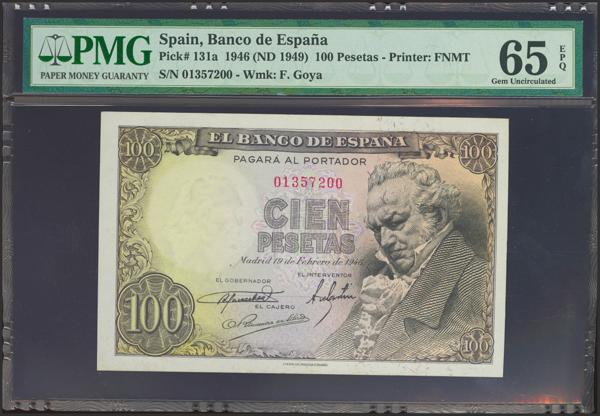 PMG
PAPER MONEY GUARANTY
Spain, Banco de España
Pick# 131a 1946 (ND 1949) 100 Pesetas - Printer: FNMT
S/N 01357200 - Wmk: F. Goya
65 EPQ
Gem Uncirculated
EL BANCO DE ESPAÑA
100
100
PAGARÁ AL PORTADOR
01357200
CIEN
PESETAS
Madrid 19 de Febrero de 1946
EL GOBERNADOR
EL INTERVENTOR
EL CAJERO
100
100